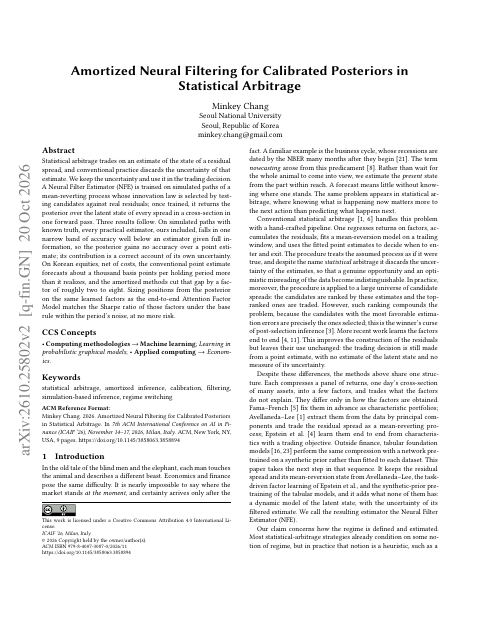 Amortized Neural Filtering for Calibrated Posteriors in
Statistical Arbitrage
Minkey Chang
Seoul National University
Seoul, Republic of Korea
minkey.chang@gmail.com
arXiv:2610.25802v2 [q-fin.GN] 20 Oct 2026
Abstract
Statistical arbitrage trades on an estimate of the state of a residual
spread, and conventional practice discards the uncertainty of that
estimate. We keep the uncertainty and use it in the trading decision.
A Neural Filter Estimator (NFE) is trained on simulated paths of a
mean-reverting process whose innovation law is selected by test-
ing candidates against real residuals; once trained, it returns the
posterior over the latent state of every spread in a cross-section in
one forward pass. Three results follow. On simulated paths with
known truth, every practical estimator, ours included, falls in one
narrow band of accuracy well below an estimator given full in-
formation, so the posterior gains no accuracy over a point esti-
mate; its contribution is a correct account of its own uncertainty.
On Korean equities, net of costs, the conventional point estimate
forecasts about a thousand basis points per holding period more
than it realizes, and the amortized methods cut that gap by a fac-
tor of roughly two to eight. Sizing positions from the posterior
on the same learned factors as the end-to-end Attention Factor
Model matches the Sharpe ratio of those factors under the base
rule within the period's noise, at no more risk.
CCS Concepts
• Computing methodologies → Machine learning; Learning in
probabilistic graphical models; • Applied computing → Econom-
ics.
Keywords
statistical arbitrage, amortized inference, calibration, filtering,
simulation-based inference, regime switching
ACM Reference Format:
Minkey Chang. 2026. Amortized Neural Filtering for Calibrated Posteriors
in Statistical Arbitrage. In 7th ACM International Conference on AI in Fi-
nance (ICAIF '26), November 14–17, 2026, Milan, Italy. ACM, New York, NY,
USA, 9 pages. https://doi.org/10.1145/3858063.3858894
1 Introduction
In the old tale of the blind men and the elephant, each man touches
the animal and describes a different beast. Economics and finance
pose the same difficulty. It is nearly impossible to say where the
market stands at the moment, and certainty arrives only after the
This work is licensed under a Creative Commons Attribution 4.0 International Li-
cense.
ICAIF '26, Milan, Italy
© 2026 Copyright held by the owner/author(s).
https://doi.org/10.1145/3858063.3858894
fact. A familiar example is the business cycle, whose recessions are
dated by the NBER many months after they begin [21]. The term
nowcasting arose from this predicament [8]. Rather than wait for
the whole animal to come into view, we estimate the present state
from the part within reach. A forecast means little without know-
ing where one stands. The same problem appears in statistical ar-
bitrage, where knowing what is happening now matters more to
the next action than predicting what happens next.
Conventional statistical arbitrage [1, 6] handles this problem
with a hand-crafted pipeline. One regresses returns on factors, ac-
cumulates the residuals, fits a mean-reversion model on a trailing
window, and uses the fitted point estimates to decide when to en-
ter and exit. The procedure treats the assumed process as if it were
true, and despite the name statistical arbitrage it discards the uncer-
tainty of the estimates, so that a genuine opportunity and an opti-
mistic misreading of the data become indistinguishable. In practice,
moreover, the procedure is applied to a large universe of candidate
spreads: the candidates are ranked by these estimates and the top-
ranked ones are traded. However, such ranking compounds the
problem, because the candidates with the most favorable estima-
tion errors are precisely the ones selected; this is the winner's curse
of post-selection inference [3]. More recent work learns the factors
end to end [4, 11]. This improves the construction of the residuals
but leaves their use unchanged: the trading decision is still made
from a point estimate, with no estimate of the latent state and no
measure of its uncertainty.
Despite these differences, the methods above share one struc-
ture. Each compresses a panel of returns, one day's cross-section
of many assets, into a few factors, and trades what the factors
do not explain. They differ only in how the factors are obtained.
Fama–French [5] fix them in advance as characteristic portfolios;
Avellaneda–Lee [1] extract them from the data by principal com-
ponents and trade the residual spread as a mean-reverting pro-
cess; Epstein et al. [4] learn them end to end from characteris-
tics with a trading objective. Outside finance, tabular foundation
models [16, 23] perform the same compression with a network pre-
trained on a synthetic prior rather than fitted to each dataset. This
paper takes the next step in that sequence. It keeps the residual
spread and its mean-reversion state from Avellaneda–Lee, the task-
driven factor learning of Epstein et al., and the synthetic-prior pre-
training of the tabular models, and it adds what none of them has:
a dynamic model of the latent state, with the uncertainty of its
filtered estimate. We call the resulting estimator the Neural Filter
Estimator (NFE).
Our claim concerns how the regime is defined and estimated.
Most statistical-arbitrage strategies already condition on some no-
tion of regime, but in practice that notion is a heuristic, such as a